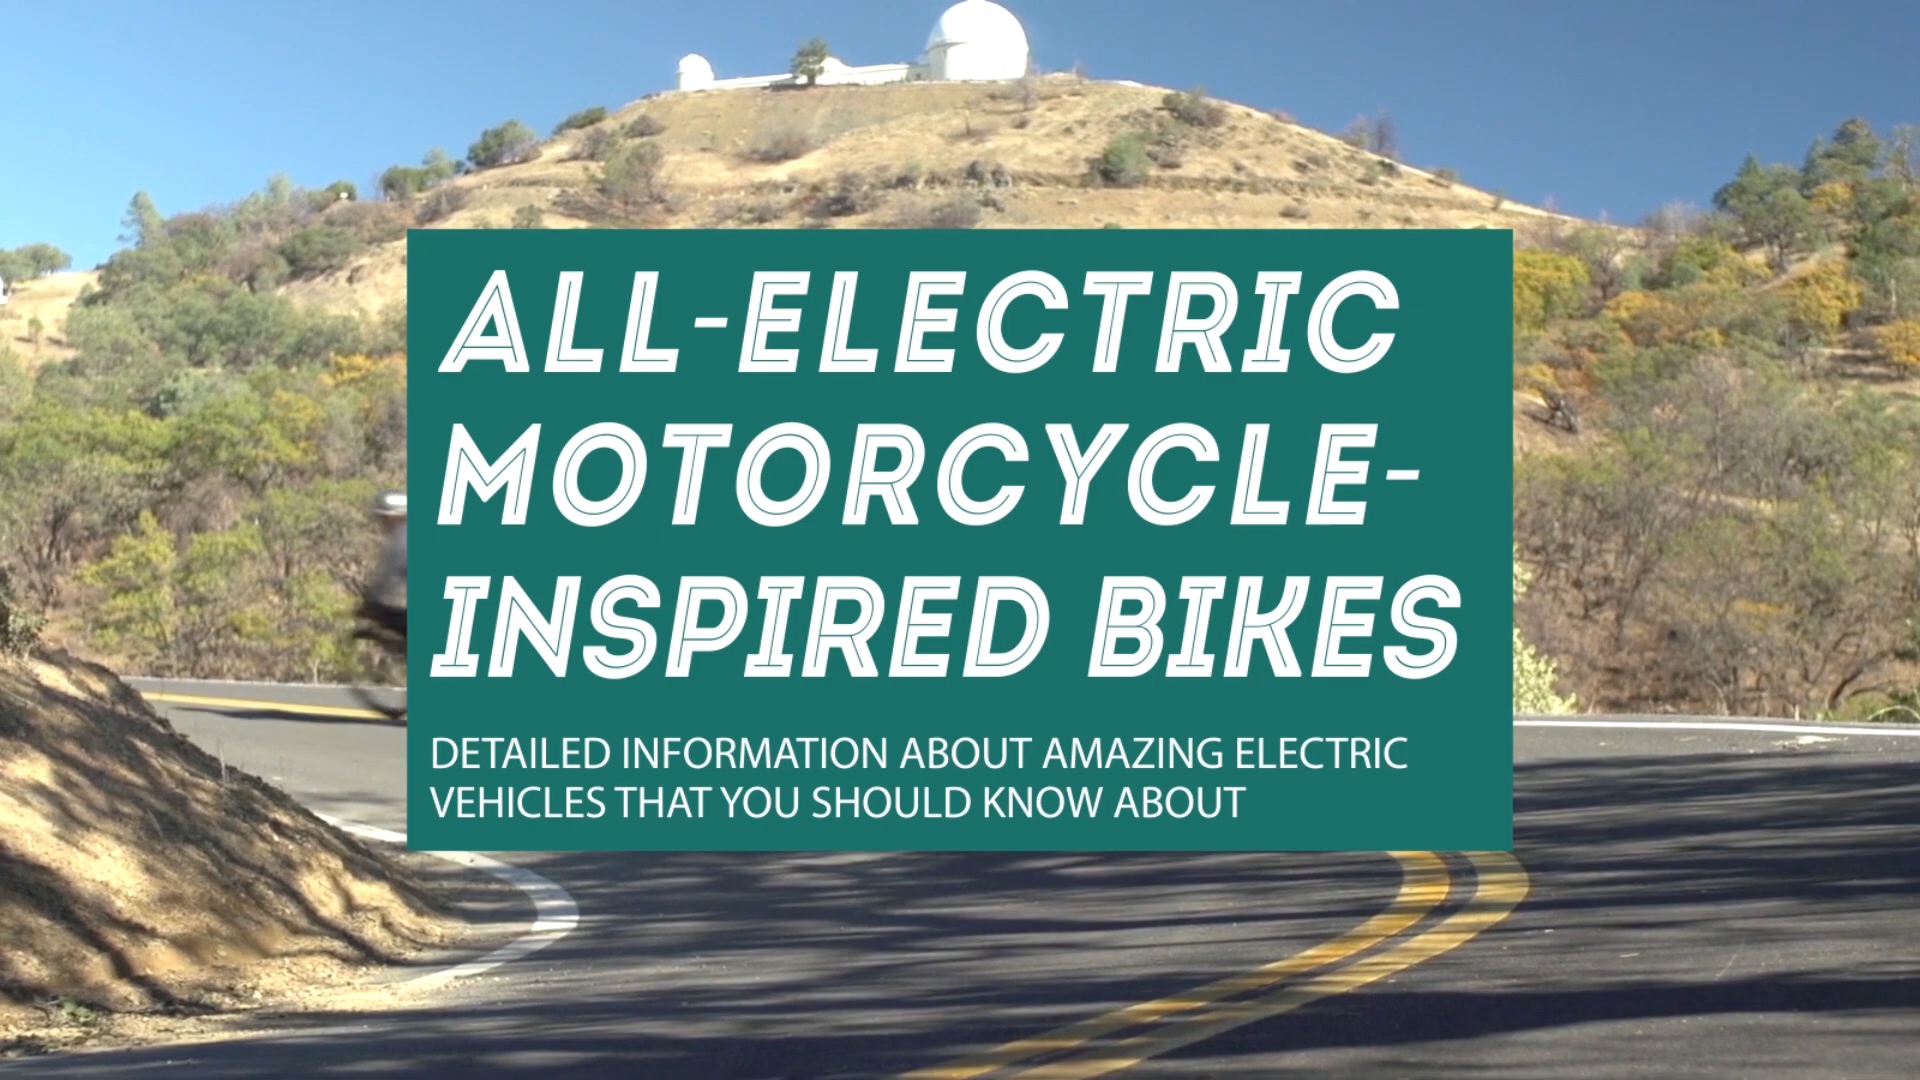 ALL-ELECTRIC
MOTORCYCLE-
INSPIRED BIKES
DETAILED INFORMATION ABOUT AMAZING ELECTRIC
VEHICLES THAT YOU SHOULD KNOW ABOUT